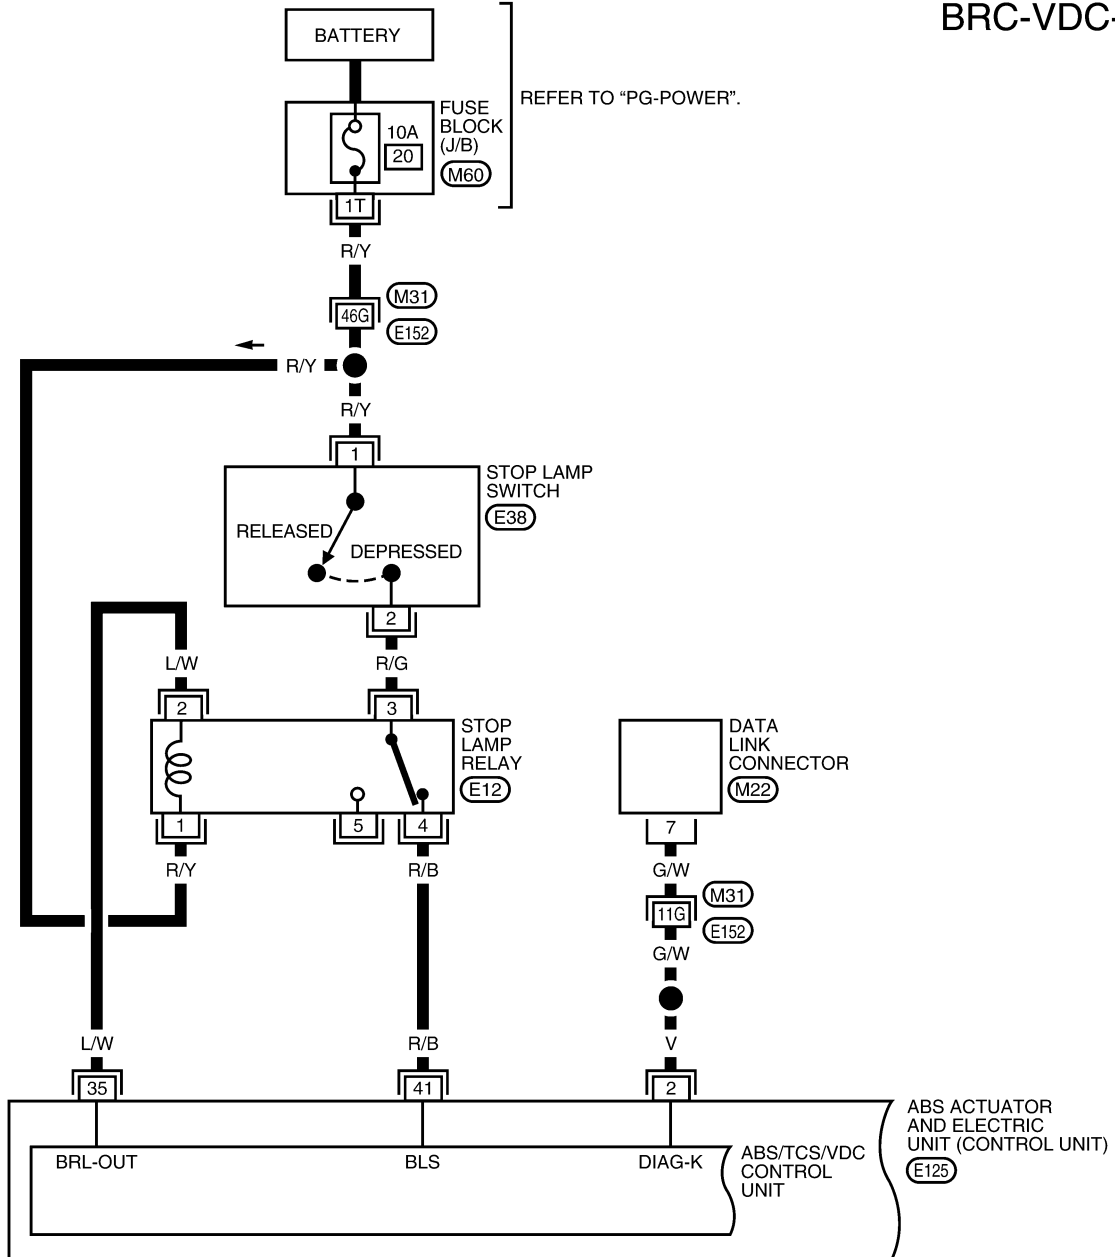 BRC-VDC-
BATTERY
REFER TO “PG-POWER”.
FUSE
BLOCK
(J/B)
M60
10A
20
1T
R/Y
M31
46G
E152
R/Y
R/Y
1
STOP LAMP
SWITCH
E38
RELEASED
DEPRESSED
2
L/W
R/G
2
3
STOP
LAMP
RELAY
E12
DATA
LINK
CONNECTOR
M22
1
5
4
7
R/Y
R/B
G/W
M31
11G
E152
G/W
L/W
R/B
V
35
41
2
ABS ACTUATOR
AND ELECTRIC
UNIT (CONTROL UNIT)
E125
BRL-OUT
BLS
DIAG-K
ABS/TCS/VDC
CONTROL
UNIT